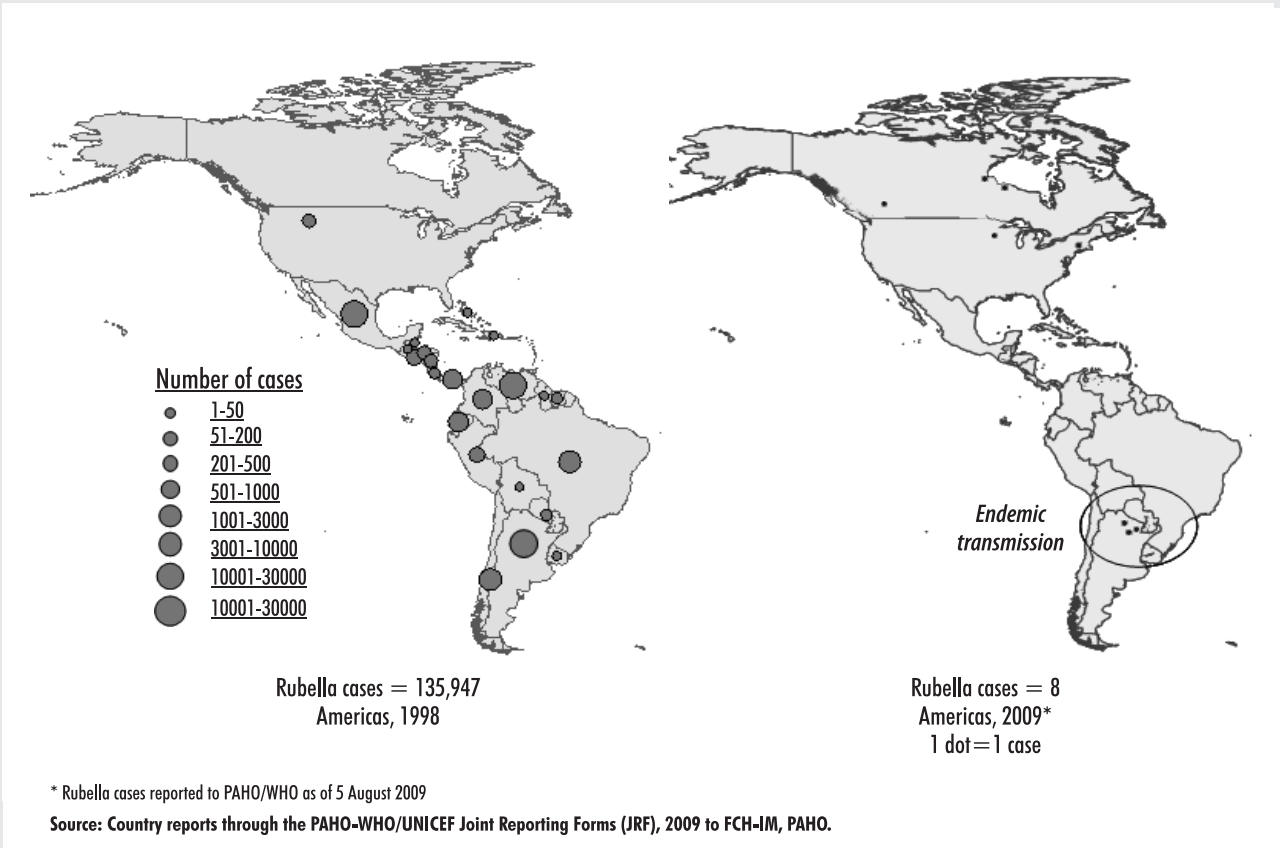 Number of cases
1-50
51-200
201-500
501-1000
1001-3000
3001-10000
10001-30000
10001-30000
Endemic
transmission
Rubella cases = 135,947
Americas, 1998
Rubella cases = 8
Americas, 2009*
1 dot=1 case
* Rubella cases reported to PAHO/WHO as of 5 August 2009
Source: Country reports through the PAHO-WHO/UNICEF Joint Reporting Forms (JRF), 2009 to FCH-IM, PAHO.